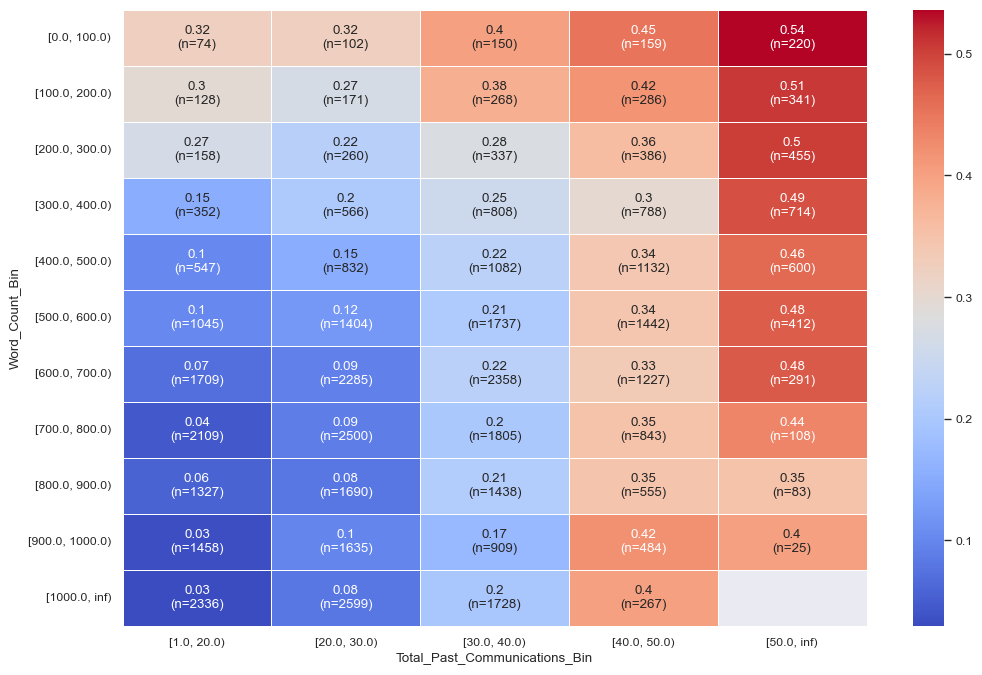 [0.0, 100.0)
0.32
(n=74)
0.32
(n=102)
0.4
(n=150)
0.45
(n=159)
0.54
(n=220)
[100.0, 200.0)
0.3
(n=128)
0.27
(n=171)
0.38
(n=268)
0.42
(n=286)
0.51
(n=341)
[200.0, 300.0)
0.27
(n=158)
0.22
(n=260)
0.28
(n=337)
0.36
(n=386)
0.5
(n=455)
[300.0, 400.0)
0.15
(n=352)
0.2
(n=566)
0.25
(n=808)
0.3
(n=788)
0.49
(n=714)
[400.0, 500.0)
0.1
(n=547)
0.15
(n=832)
0.22
(n=1082)
0.34
(n=1132)
0.46
(n=600)
[500.0, 600.0)
0.1
(n=1045)
0.12
(n=1404)
0.21
(n=1737)
0.34
(n=1442)
0.48
(n=412)
[600.0, 700.0)
0.07
(n=1709)
0.09
(n=2285)
0.22
(n=2358)
0.33
(n=1227)
0.48
(n=291)
[700.0, 800.0)
0.04
(n=2109)
0.09
(n=2500)
0.2
(n=1805)
0.35
(n=843)
0.44
(n=108)
[800.0, 900.0)
0.06
(n=1327)
0.08
(n=1690)
0.21
(n=1438)
0.35
(n=555)
0.35
(n=83)
[900.0, 1000.0)
0.03
(n=1458)
0.1
(n=1635)
0.17
(n=909)
0.42
(n=484)
0.4
(n=25)
[1000.0, inf)
0.03
(n=2336)
0.08
(n=2599)
0.2
(n=1728)
0.4
(n=267)
Word_Count_Bin
[1.0, 20.0)
[20.0, 30.0)
[30.0, 40.0)
[40.0, 50.0)
[50.0, inf)
Total_Past_Communications_Bin
0.5
0.4
0.3
0.2
0.1